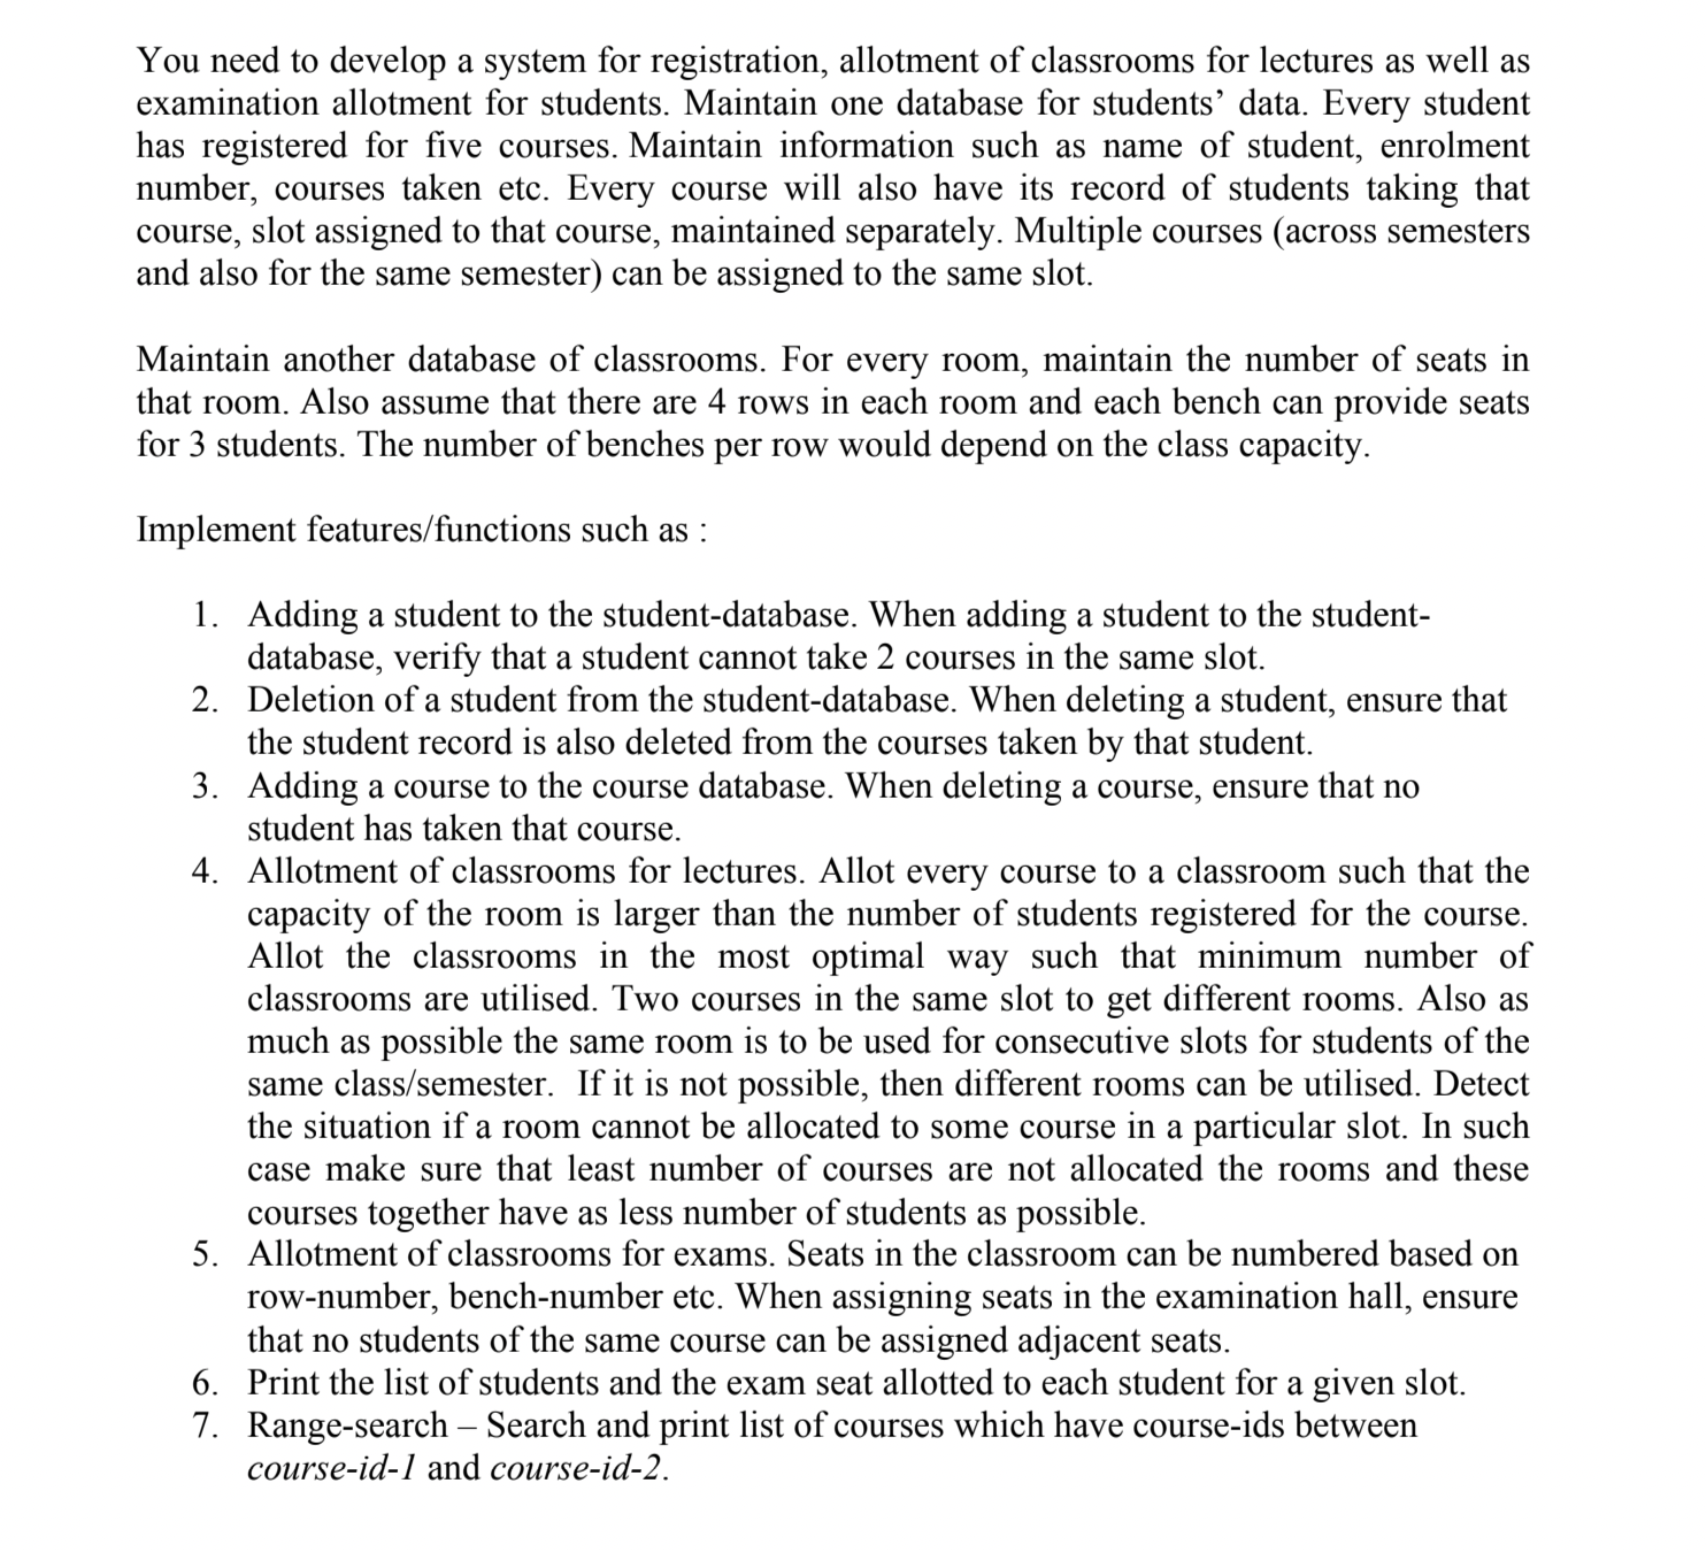 You need to develop a system for registration, allotment of classrooms for lectures as well as
examination allotment for students. Maintain one database for students’ data. Every student
has registered for five courses. Maintain information such as name of student, enrolment
number, courses taken etc. Every course will also have its record of students taking that
course, slot assigned to that course, maintained separately. Multiple courses (across semesters
and also for the same semester) can be assigned to the same slot.
Maintain another database of classrooms. For every room, maintain the number of seats in
that room. Also assume that there are 4 rows in each room and each bench can provide seats
for 3 students. The number of benches per row would depend on the class capacity.
Implement features/functions such as :
1. Adding a student to the student-database. When adding a student to the student-
database, verify that a student cannot take 2 courses in the same slot.
2. Deletion of a student from the student-database. When deleting a student, ensure that
the student record is also deleted from the courses taken by that student.
3. Adding a course to the course database. When deleting a course, ensure that no
student has taken that course.
4. Allotment of classrooms for lectures. Allot every course to a classroom such that the
capacity of the room is larger than the number of students registered for the course.
Allot the classrooms in the most optimal way such that minimum number of
classrooms are utilised. Two courses in the same slot to get different rooms. Also as
much as possible the same room is to be used for consecutive slots for students of the
same class/semester. If it is not possible, then different rooms can be utilised. Detect
the situation if a room cannot be allocated to some course in a particular slot. In such
case make sure that least number of courses are not allocated the rooms and these
courses together have as less number of students as possible.
5. Allotment of classrooms for exams. Seats in the classroom can be numbered based on
row-number, bench-number etc. When assigning seats in the examination hall, ensure
that no students of the same course can be assigned adjacent seats.
6. Print the list of students and the exam seat allotted to each student for a given slot.
7. Range-search – Search and print list of courses which have course-ids between
course-id-1 and course-id-2.